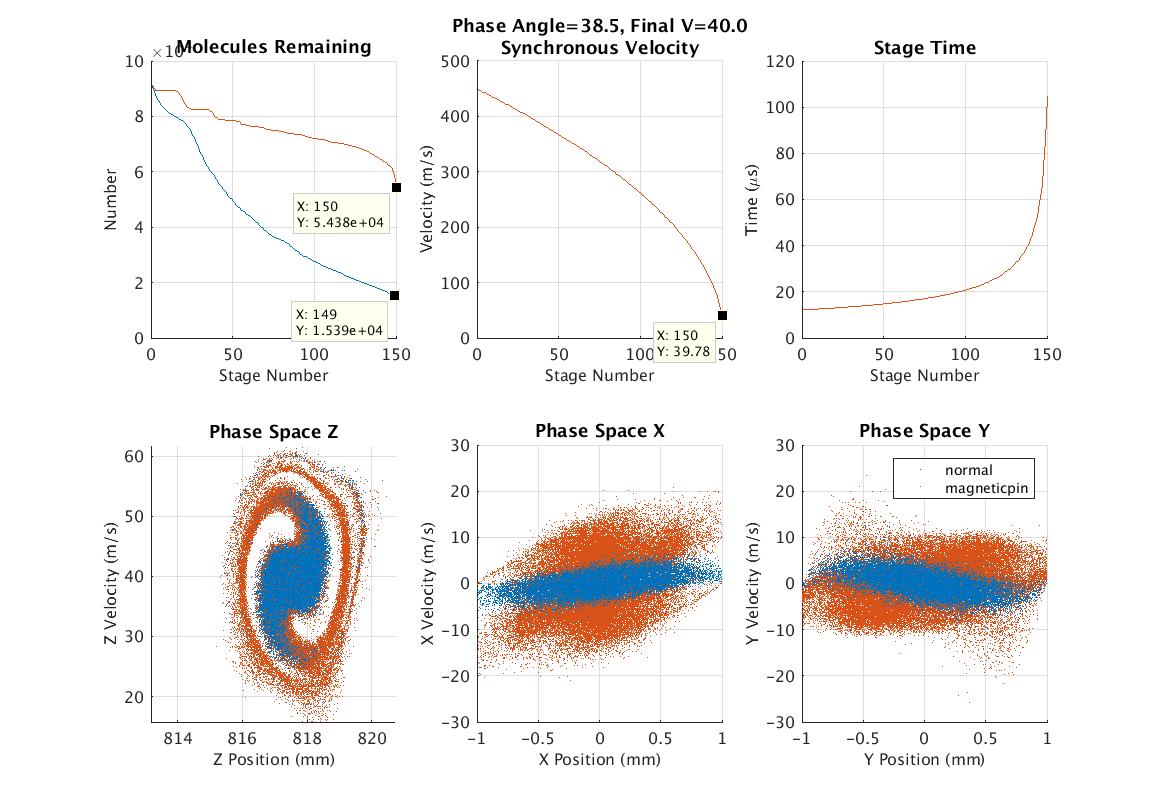 Phase Angle=38.5, Final V=40.0
Molecules Remaining
Synchronous Velocity
Stage Time
×10
10
8
6
4
2
0
Number
0 50 100 150
Stage Number
X: 150
Y: 5.438e+04
X: 149
Y: 1.539e+04
500
400
300
200
100
0
Velocity (m/s)
0 50 100 50
Stage Number
X: 150
Y: 39.78
120
100
80
60
40
20
0
Time (μs)
0 50 100 150
Stage Number
Phase Space Z
60
50
40
30
20
Z Velocity (m/s)
814 816 818 820
Z Position (mm)
Phase Space X
30
20
10
0
-10
-20
-30
X Velocity (m/s)
-1 -0.5 0 0.5 1
X Position (mm)
Phase Space Y
30
20
10
0
-10
-20
-30
Y Velocity (m/s)
-1 -0.5 0 0.5 1
Y Position (mm)
normal
magneticpin